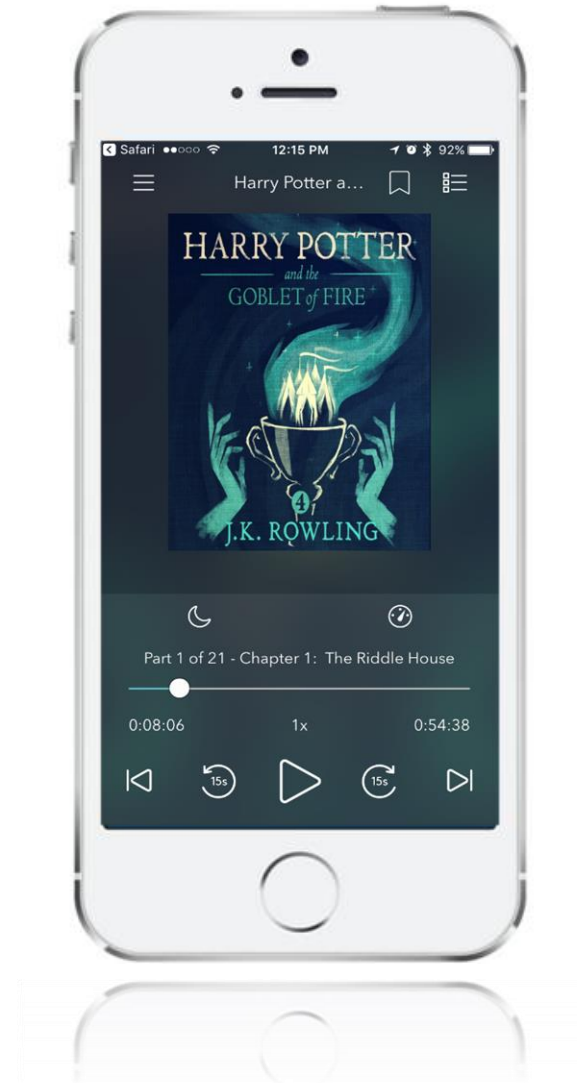 Safari 12:15 PM 92%
Harry Potter a...
HARRY POTTER
and the
GOBLET of FIRE
4
J.K. ROWLING
Part 1 of 21 - Chapter 1: The Riddle House
0:08:06 1x 0:54:38
15s 15s